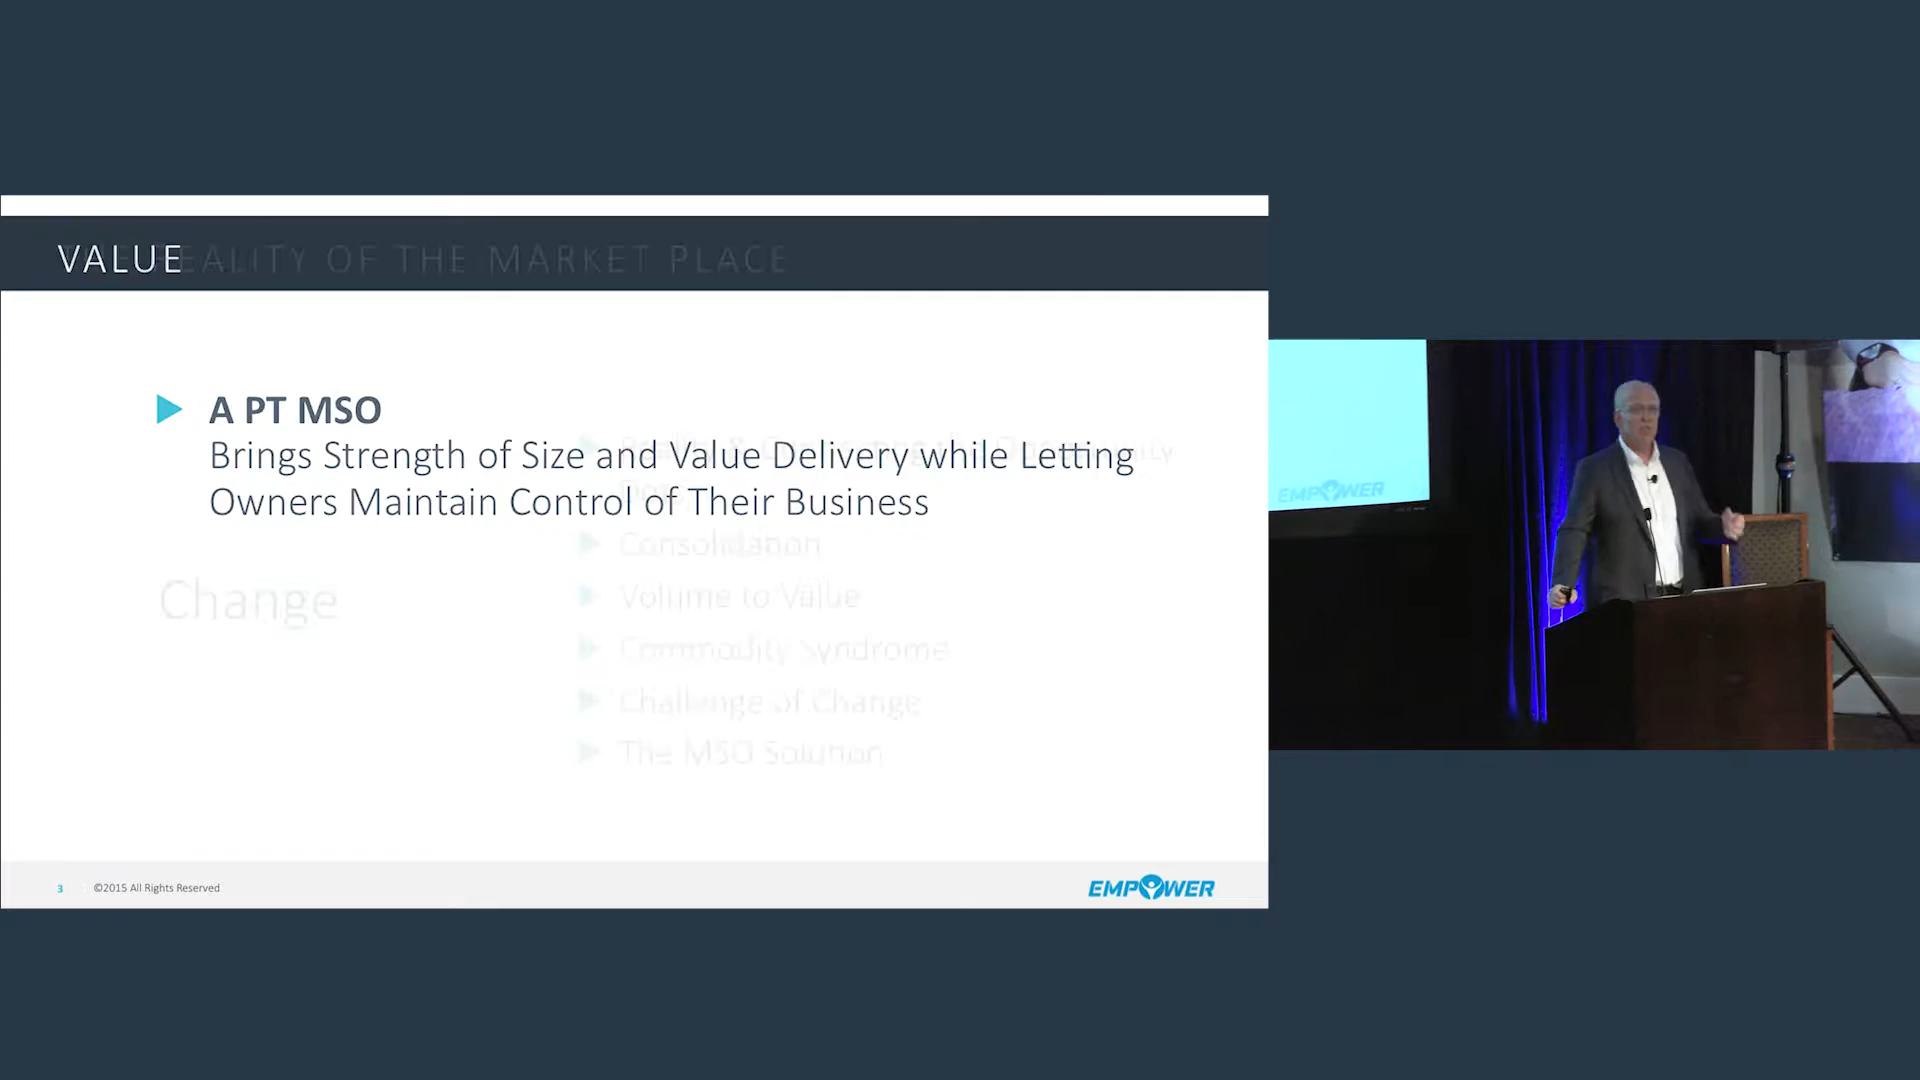 VALUE
REALITY OF THE MARKET PLACE
A PT MSO
Brings Strength of Size and Value Delivery while Letting
Owners Maintain Control of Their Business
Change
Consolidation
Volume to Value
Commodity Syndrome
Challenge of Change
The MSO Solution
3 ©2015 All Rights Reserved
EMPOWER
EMPOWER